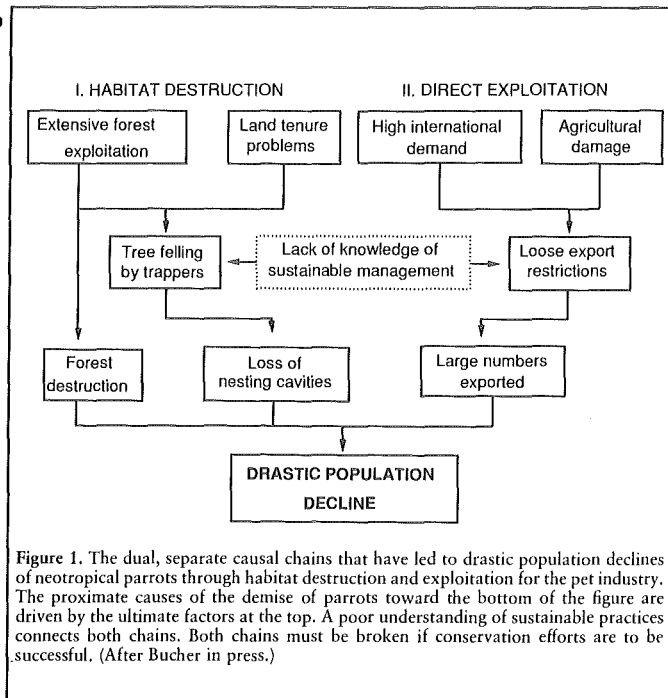 I. HABITAT DESTRUCTION
II. DIRECT EXPLOITATION
Extensive forest
exploitation
Land tenure
problems
High international
demand
Agricultural
damage
Tree felling
by trappers
Lack of knowledge of
sustainable management
Loose export
restrictions
Forest
destruction
Loss of
nesting cavities
Large numbers
exported
DRASTIC POPULATION
DECLINE
Figure 1. The dual, separate causal chains that have led to drastic population declines
of neotropical parrots through habitat destruction and exploitation for the pet industry.
The proximate causes of the demise of parrots toward the bottom of the figure are
driven by the ultimate factors at the top. A poor understanding of sustainable practices
connects both chains. Both chains must be broken if conservation efforts are to be
successful. (After Bucher in press.)